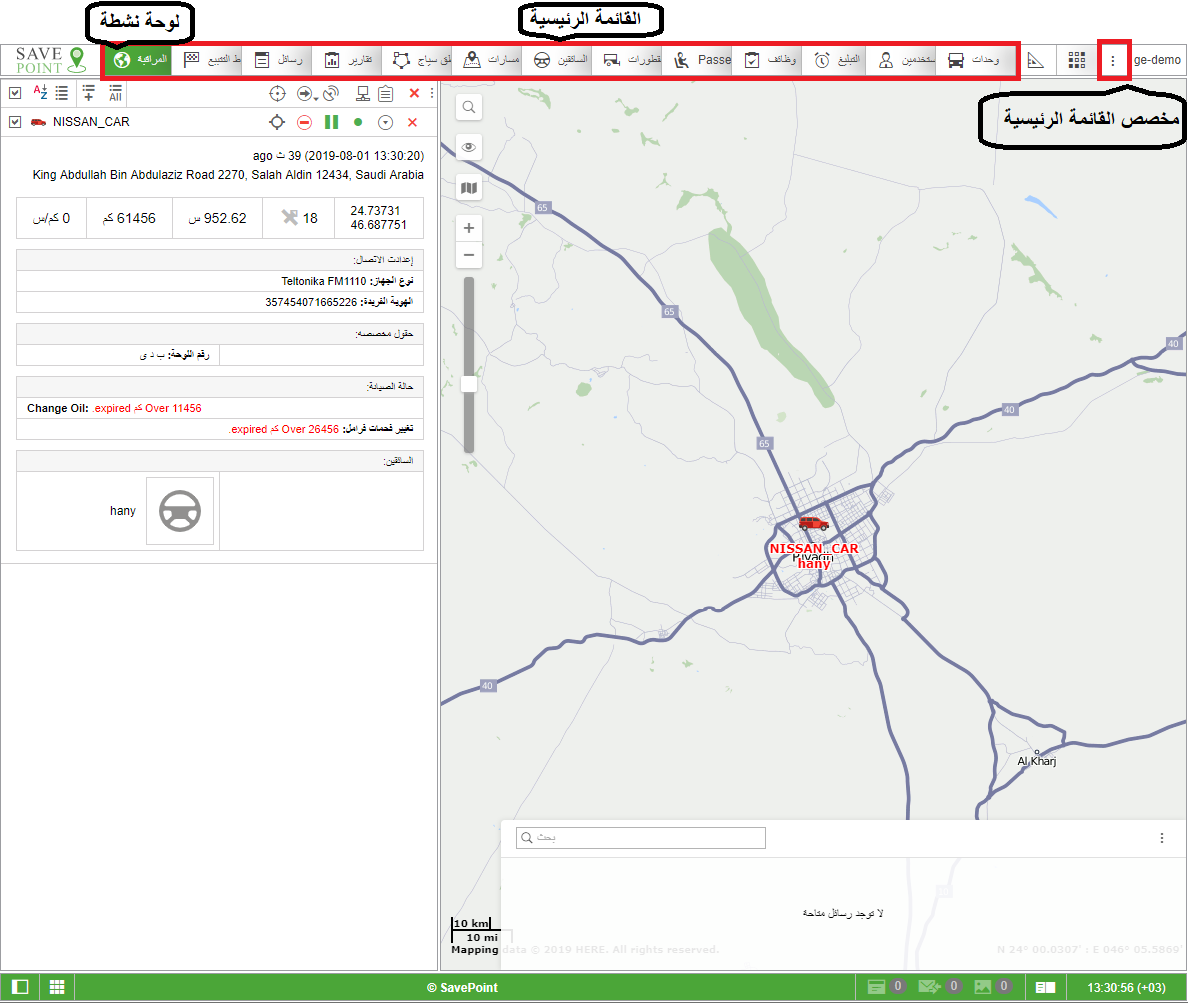 لوحة نشطة
القائمة الرئيسية
SAVE
POINT
المراقبة
ط التتبيع
رسائل
تقارير
طق سياج
مسارات
السائقين
قطورات
Passe
وظائف
التبليغ
ستخدمين
وحدات
ge-demo
مخصص القائمة الرئيسية
AZ
All
NISSAN_CAR
39 ث ago (2019-08-01 13:30:20)
King Abdullah Bin Abdulaziz Road 2270, Salah Aldin 12434, Saudi Arabia
0 كم/س
61456 كم
952.62 س
18
24.73731
46.687751
إعدادت الاتصال:
نوع الجهاز: Teltonika FM1110
الهوية الفريدة: 357454071665226
حقول مخصصه:
رقم اللوحة: ب د ى
حالة الصيانة:
Change Oil: .expired كم Over 11456
تغيير فحمات فرامل: Over 26456 كم expired.
السائقين:
hany
65
65
40
40
65
NISSAN_CAR
Riyadh
hany
40
Al Kharj
بحث
لا توجد رسائل متاحة
10 km
10 mi
Mapping data © 2019 HERE. All rights reserved.
N 24° 00.0307' : E 046° 05.5869'
© SavePoint
0
0
0
13:30:56 (+03)